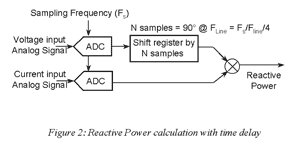 Sampling Frequency (Fs)
N samples = 90° @ FLine = Fs/Fline/4
Voltage input
Analog Signal
ADC
Shift register by
N samples
Current input
Analog Signal
ADC
Reactive
Power
Figure 2: Reactive Power calculation with time delay